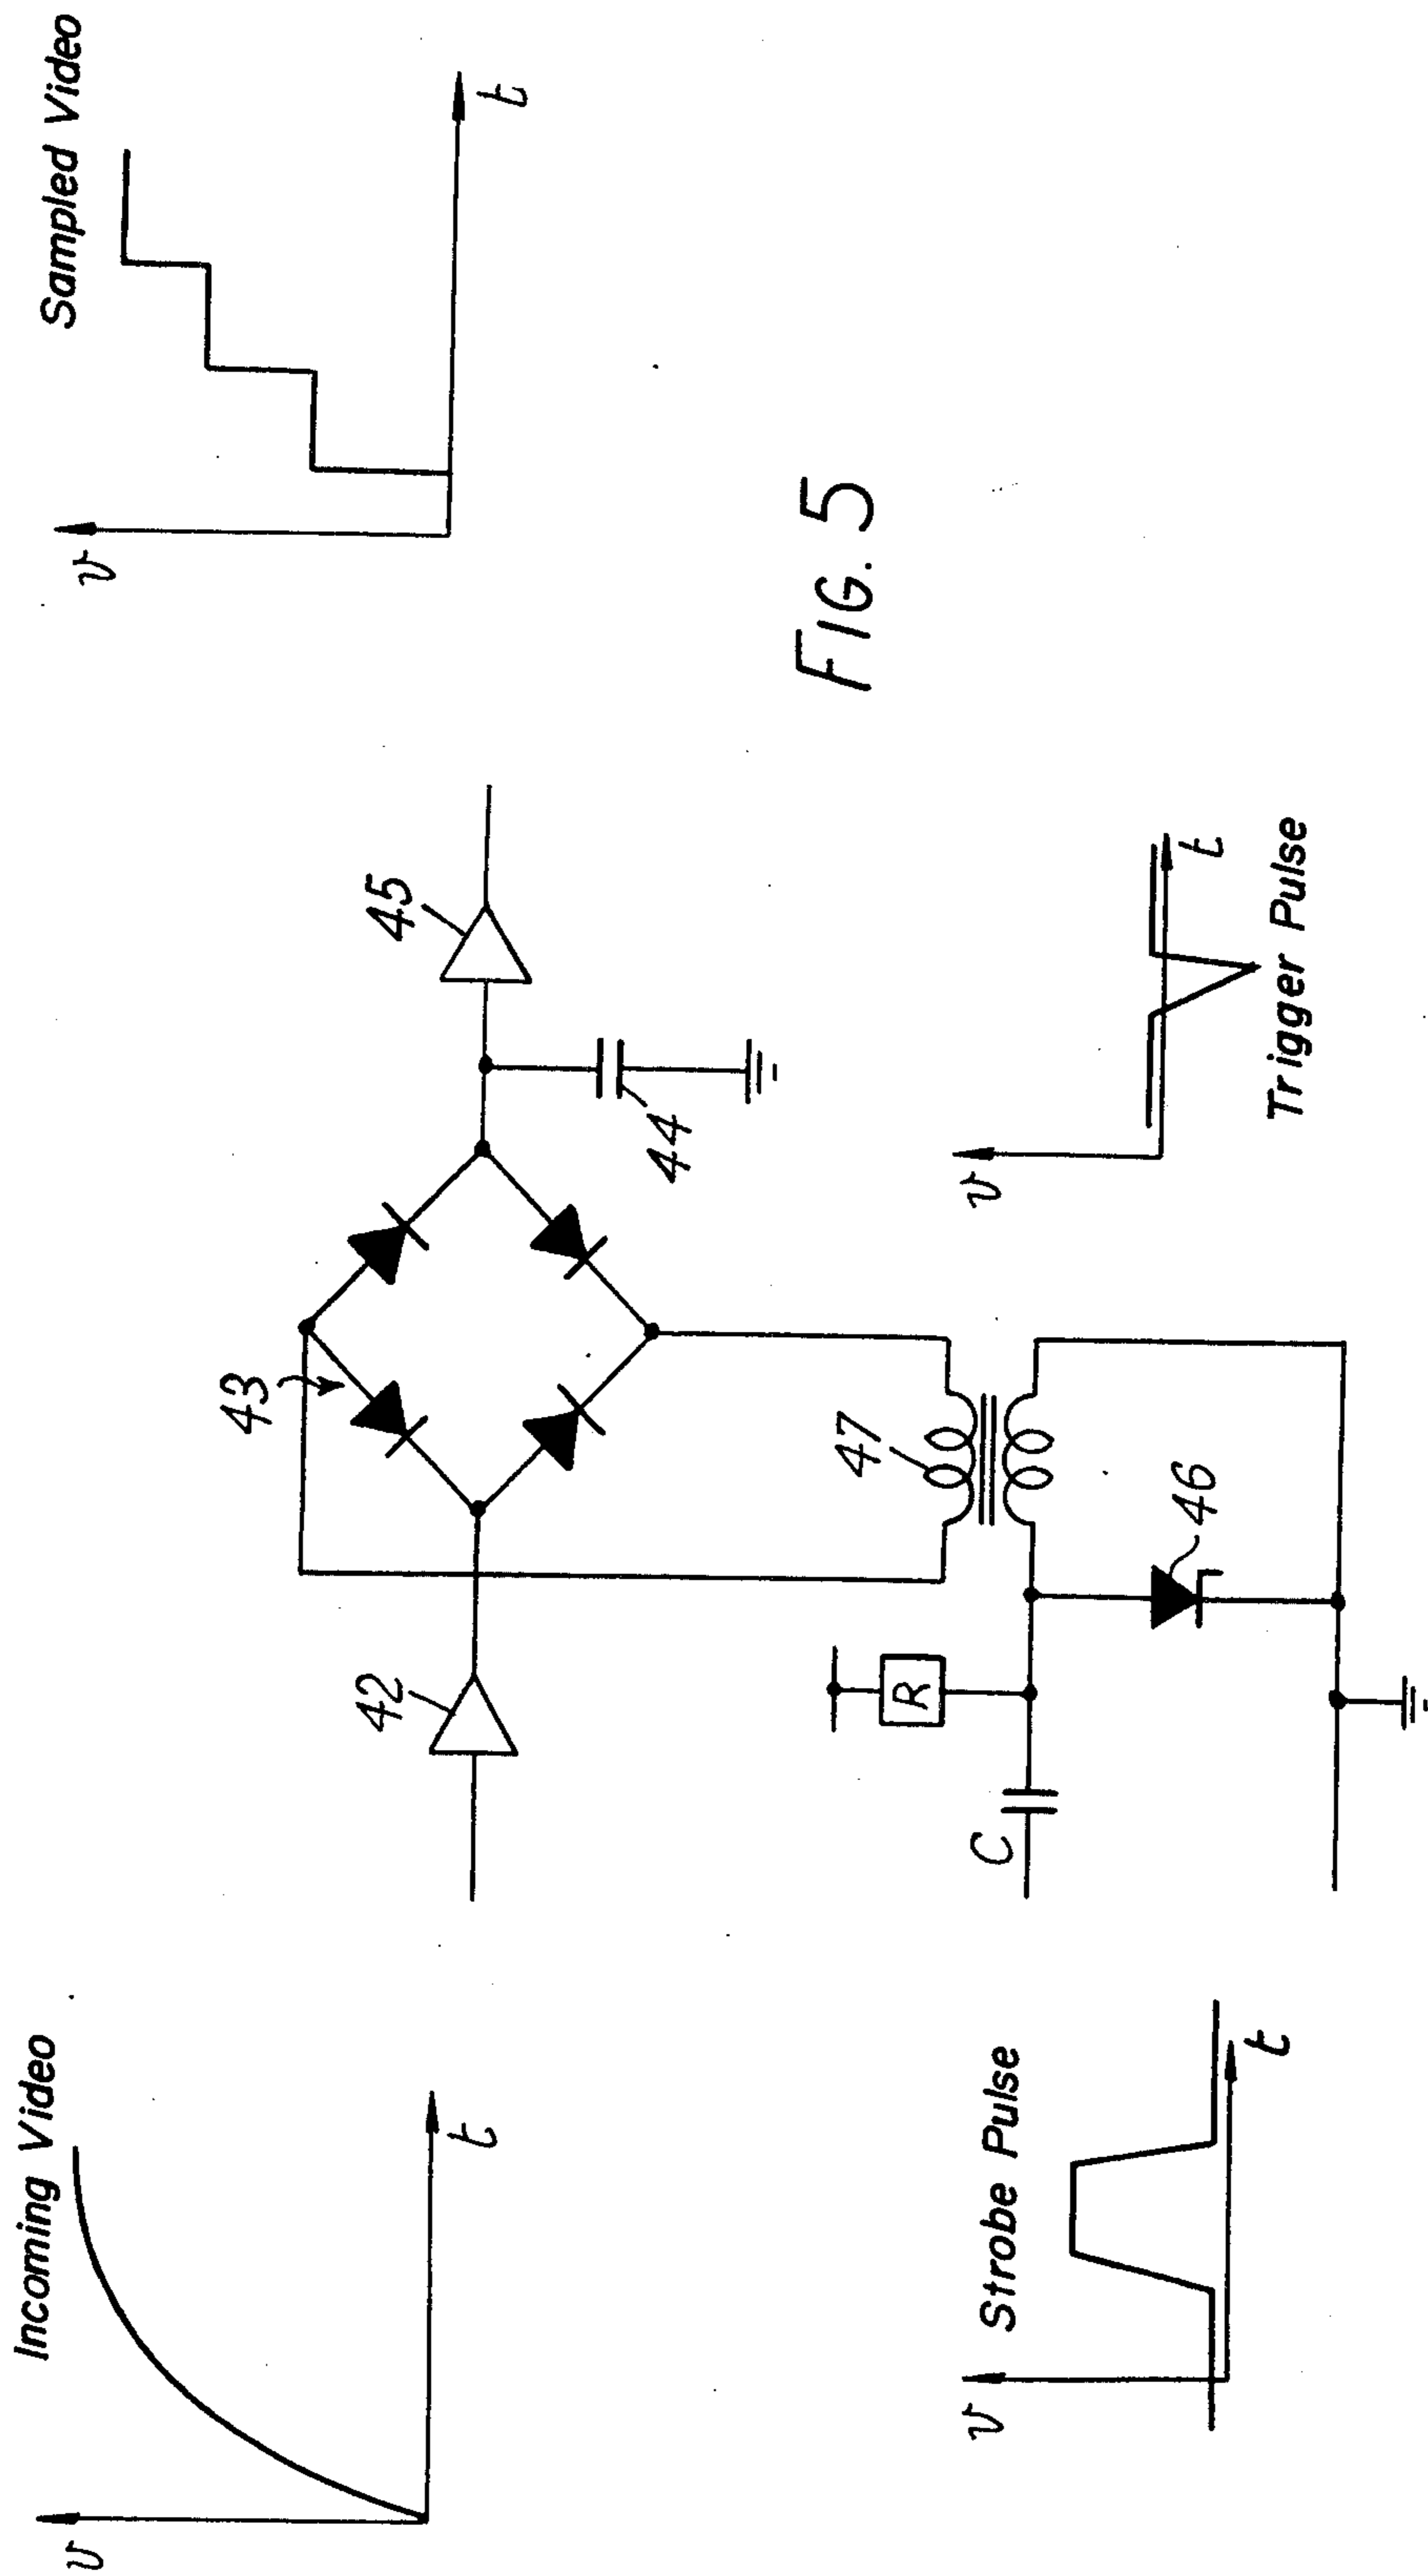 Incoming Video
v
t
Sampled Video
v
t
42
43
45
44
FIG. 5
Strobe Pulse
v
t
C
R
47
46
v
t
Trigger Pulse